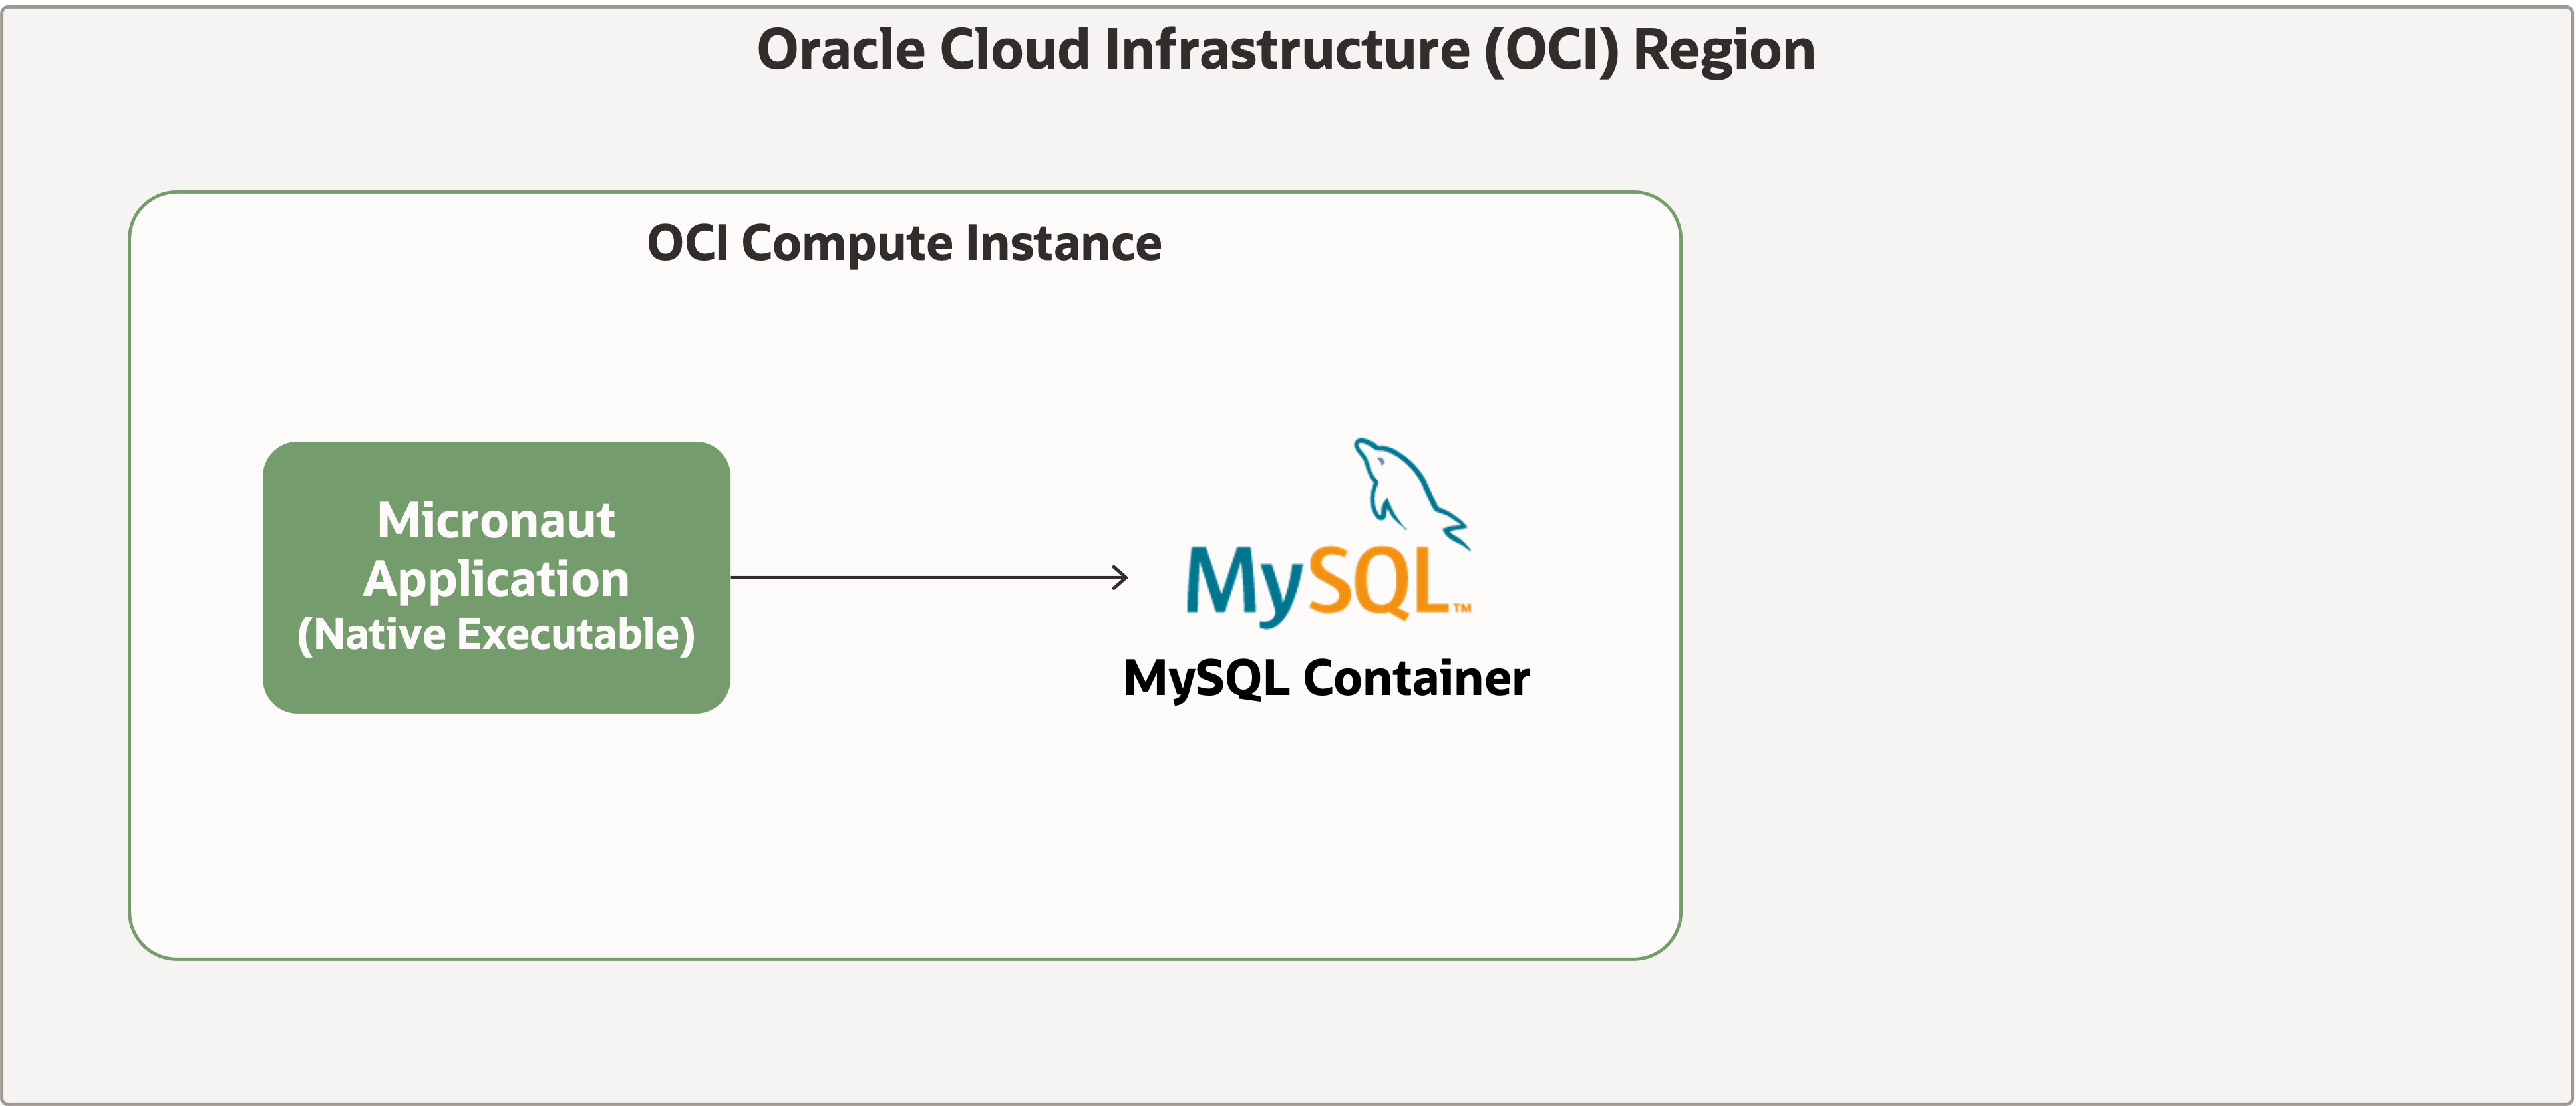 Oracle Cloud Infrastructure (OCI) Region
OCI Compute Instance
Micronaut
Application
(Native Executable)
MySQL™
MySQL Container